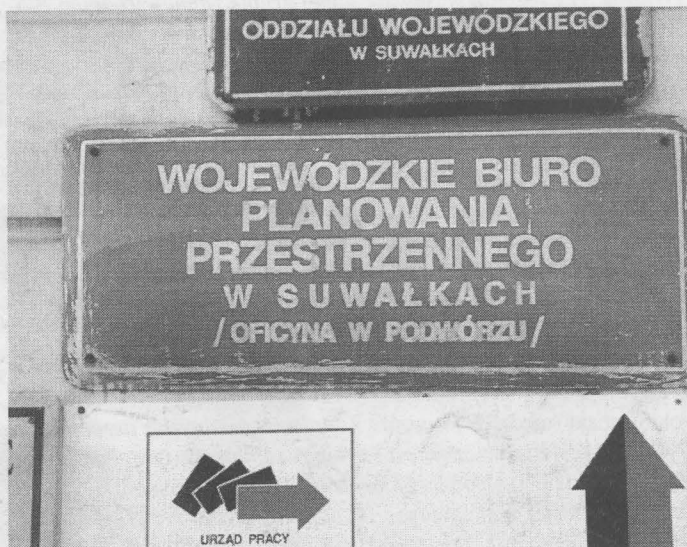 ODDZIAŁU WOJEWÓDZKIEGO
W SUWAŁKACH
WOJEWÓDZKIE BIURO
PLANOWANIA
PRZESTRZENNEGO
W SUWAŁKACH
/OFICYNA W PODWÓRZU/
URZĄD PRACY